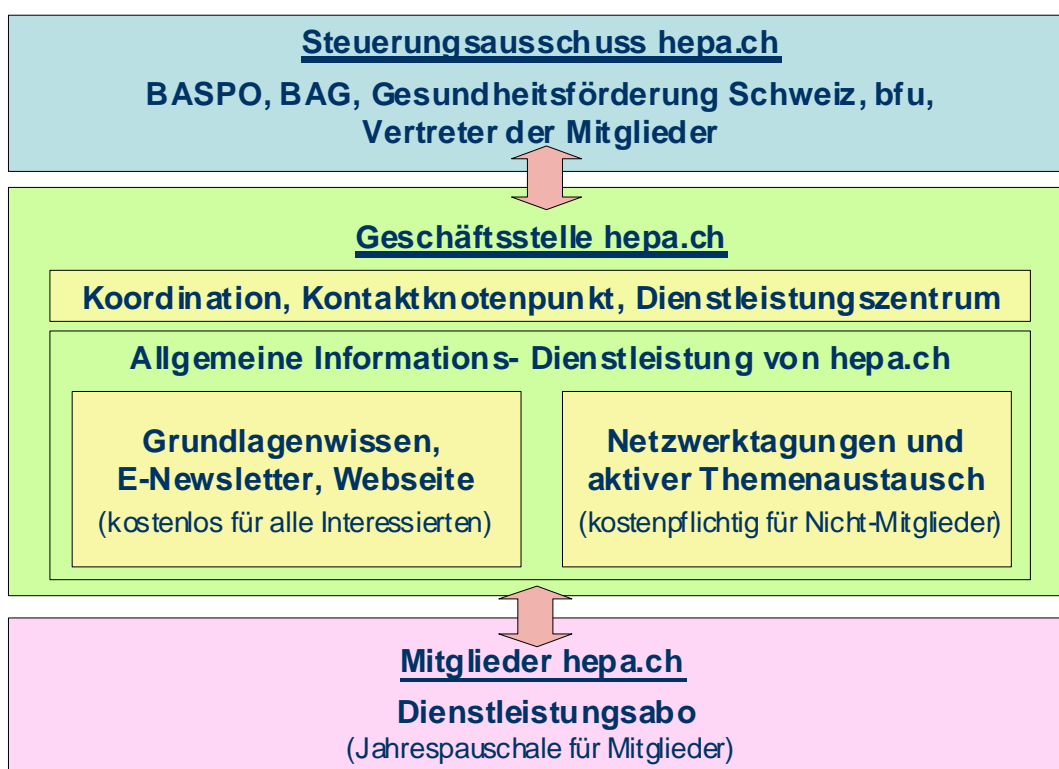 Steuerungsausschuss hepa.ch
BASPO, BAG, Gesundheitsförderung Schweiz, bfu,
Vertreter der Mitglieder
Geschäftsstelle hepa.ch
Koordination, Kontaktknotenpunkt, Dienstleistungszentrum
Allgemeine Informations- Dienstleistung von hepa.ch
Grundlagenwissen,
E-Newsletter, Webseite
(kostenlos für alle Interessierten)
Netzwerktagungen und
aktiver Themenaustausch
(kostenpflichtig für Nicht-Mitglieder)
Mitglieder hepa.ch
Dienstleistungsabo
(Jahrespauschale für Mitglieder)